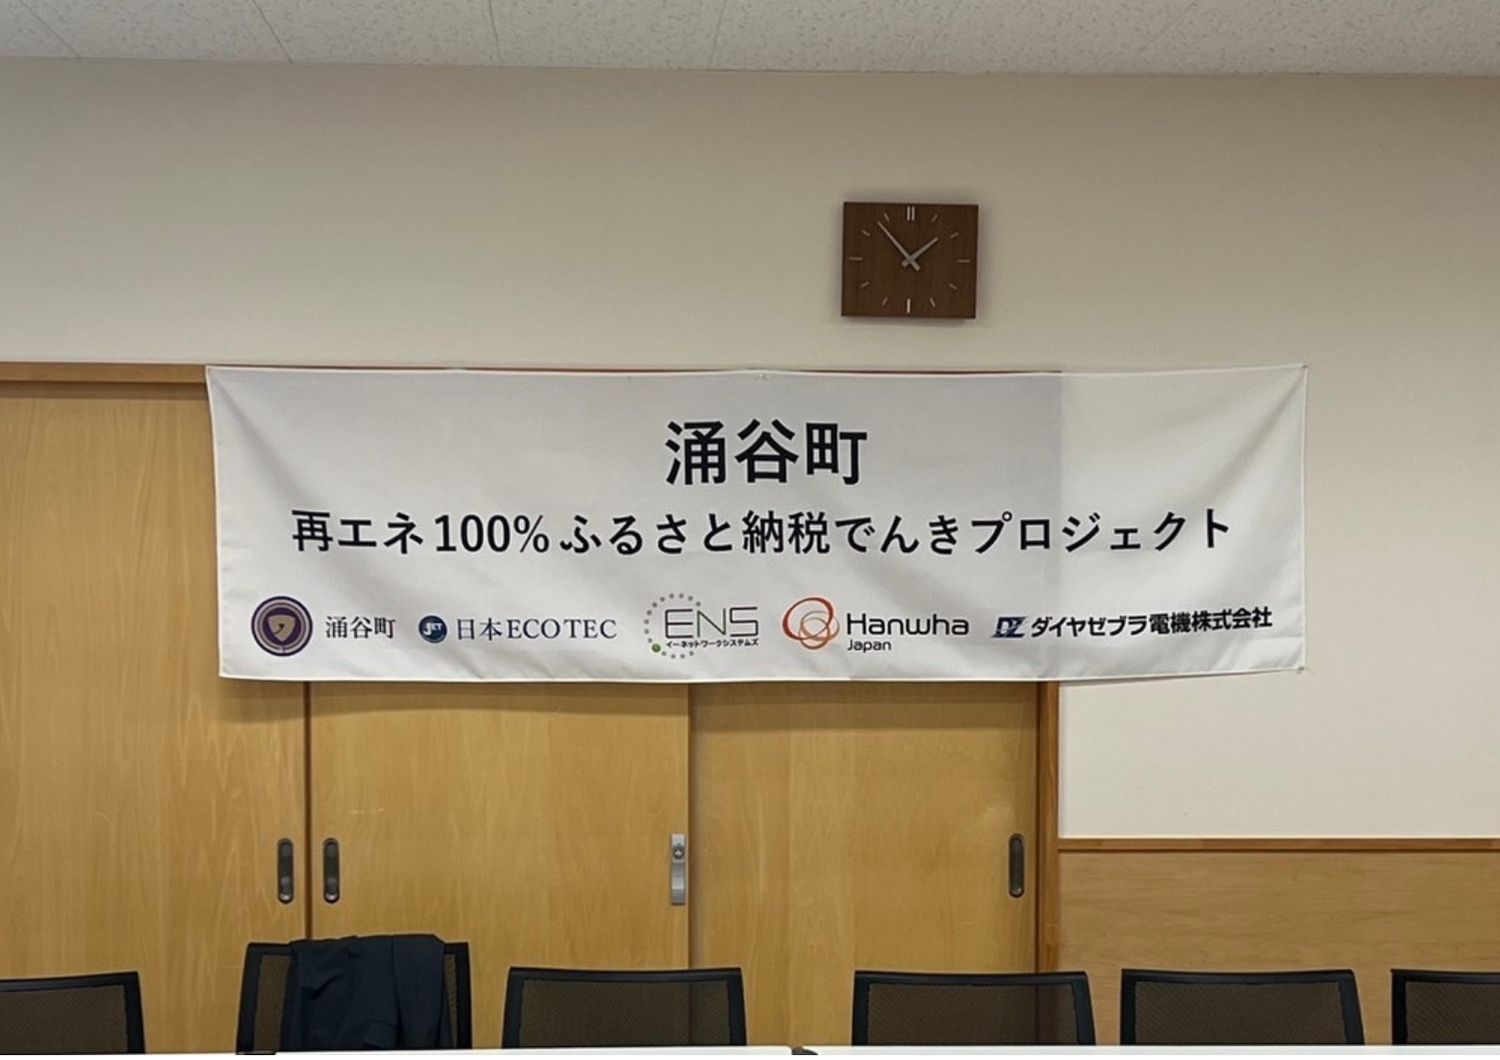 涌谷町
再エネ100%ふるさと納税でんきプロジェクト
涌谷町 JET 日本ECOTEC ENS イーネットワークシステムズ Hanwha Japan DZ ダイヤゼブラ電機株式会社